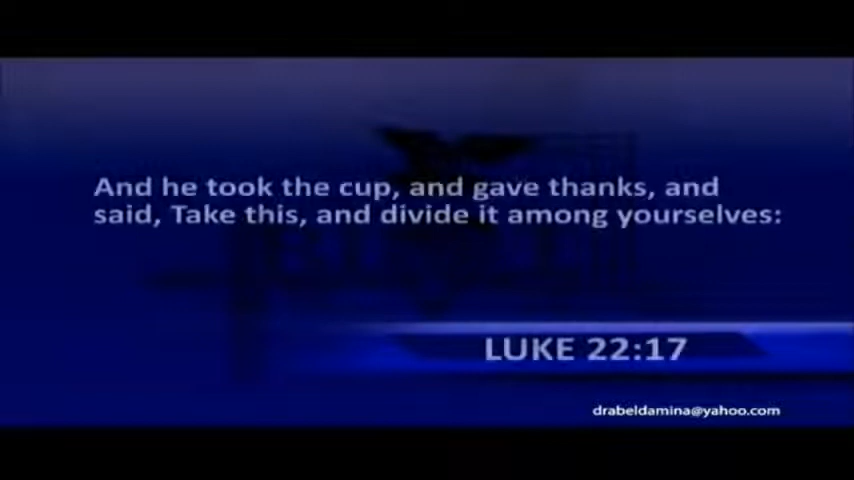 And he took the cup, and gave thanks, and
said, Take this, and divide it among yourselves:
LUKE 22:17
drabeldamina@yahoo.com